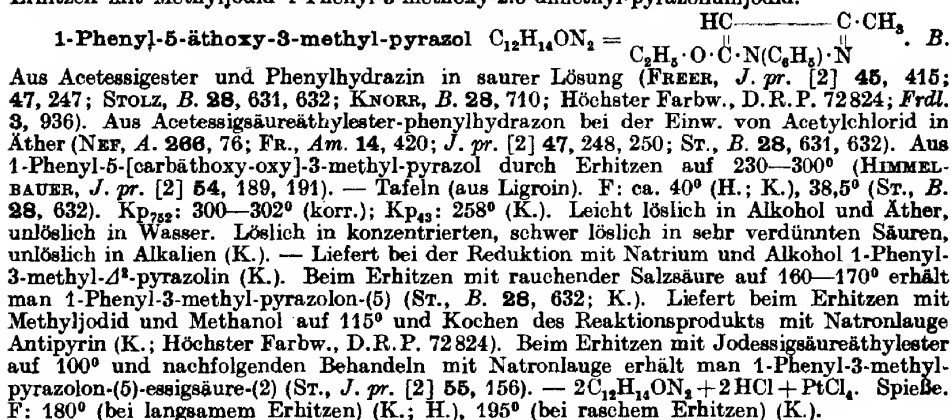 HC———C·CH₃
1-Phenyl-5-äthoxy-3-methyl-pyrazol C₁₂H₁₄ON₂ = ‖ ‖ . B.
C₂H₅·O·C·N(C₆H₅)·N
Aus Acetessigester und Phenylhydrazin in saurer Lösung (FREER, J. pr. [2] 45, 415;
47, 247; STOLZ, B. 28, 631, 632; KNORR, B. 28, 710; Höchster Farbw., D.R.P. 72824; Frdl.
3, 936). Aus Acetessigsäureäthylester-phenylhydrazon bei der Einw. von Acetylchlorid in
Äther (NEF, A. 266, 76; FR., Am. 14, 420; J. pr. [2] 47, 248, 250; ST., B. 28, 631, 632). Aus
1-Phenyl-5-[carbäthoxy-oxy]-3-methyl-pyrazol durch Erhitzen auf 230—300° (HIMMEL-
BAUER, J. pr. [2] 54, 189, 191). — Tafeln (aus Ligroin). F: ca. 40° (H.; K.), 38,5° (ST., B.
28, 632). Kp₇₅₂: 300—302° (korr.); Kp₄₃: 258° (K.). Leicht löslich in Alkohol und Äther,
unlöslich in Wasser. Löslich in konzentrierten, schwer löslich in sehr verdünnten Säuren,
unlöslich in Alkalien (K.). — Liefert bei der Reduktion mit Natrium und Alkohol 1-Phenyl-
3-methyl-Δ²-pyrazolin (K.). Beim Erhitzen mit rauchender Salzsäure auf 160—170° erhält
man 1-Phenyl-3-methyl-pyrazolon-(5) (ST., B. 28, 632; K.). Liefert beim Erhitzen mit
Methyljodid und Methanol auf 115° und Kochen des Reaktionsprodukts mit Natronlauge
Antipyrin (K.; Höchster Farbw., D.R.P. 72824). Beim Erhitzen mit Jodessigsäureäthylester
auf 100° und nachfolgenden Behandeln mit Natronlauge erhält man 1-Phenyl-3-methyl-
pyrazolon-(5)-essigsäure-(2) (ST., J. pr. [2] 55, 156). — 2C₁₂H₁₄ON₂ + 2HCl + PtCl₄. Spieße.
F: 180° (bei langsamem Erhitzen) (K.; H.), 195° (bei raschem Erhitzen) (K.).